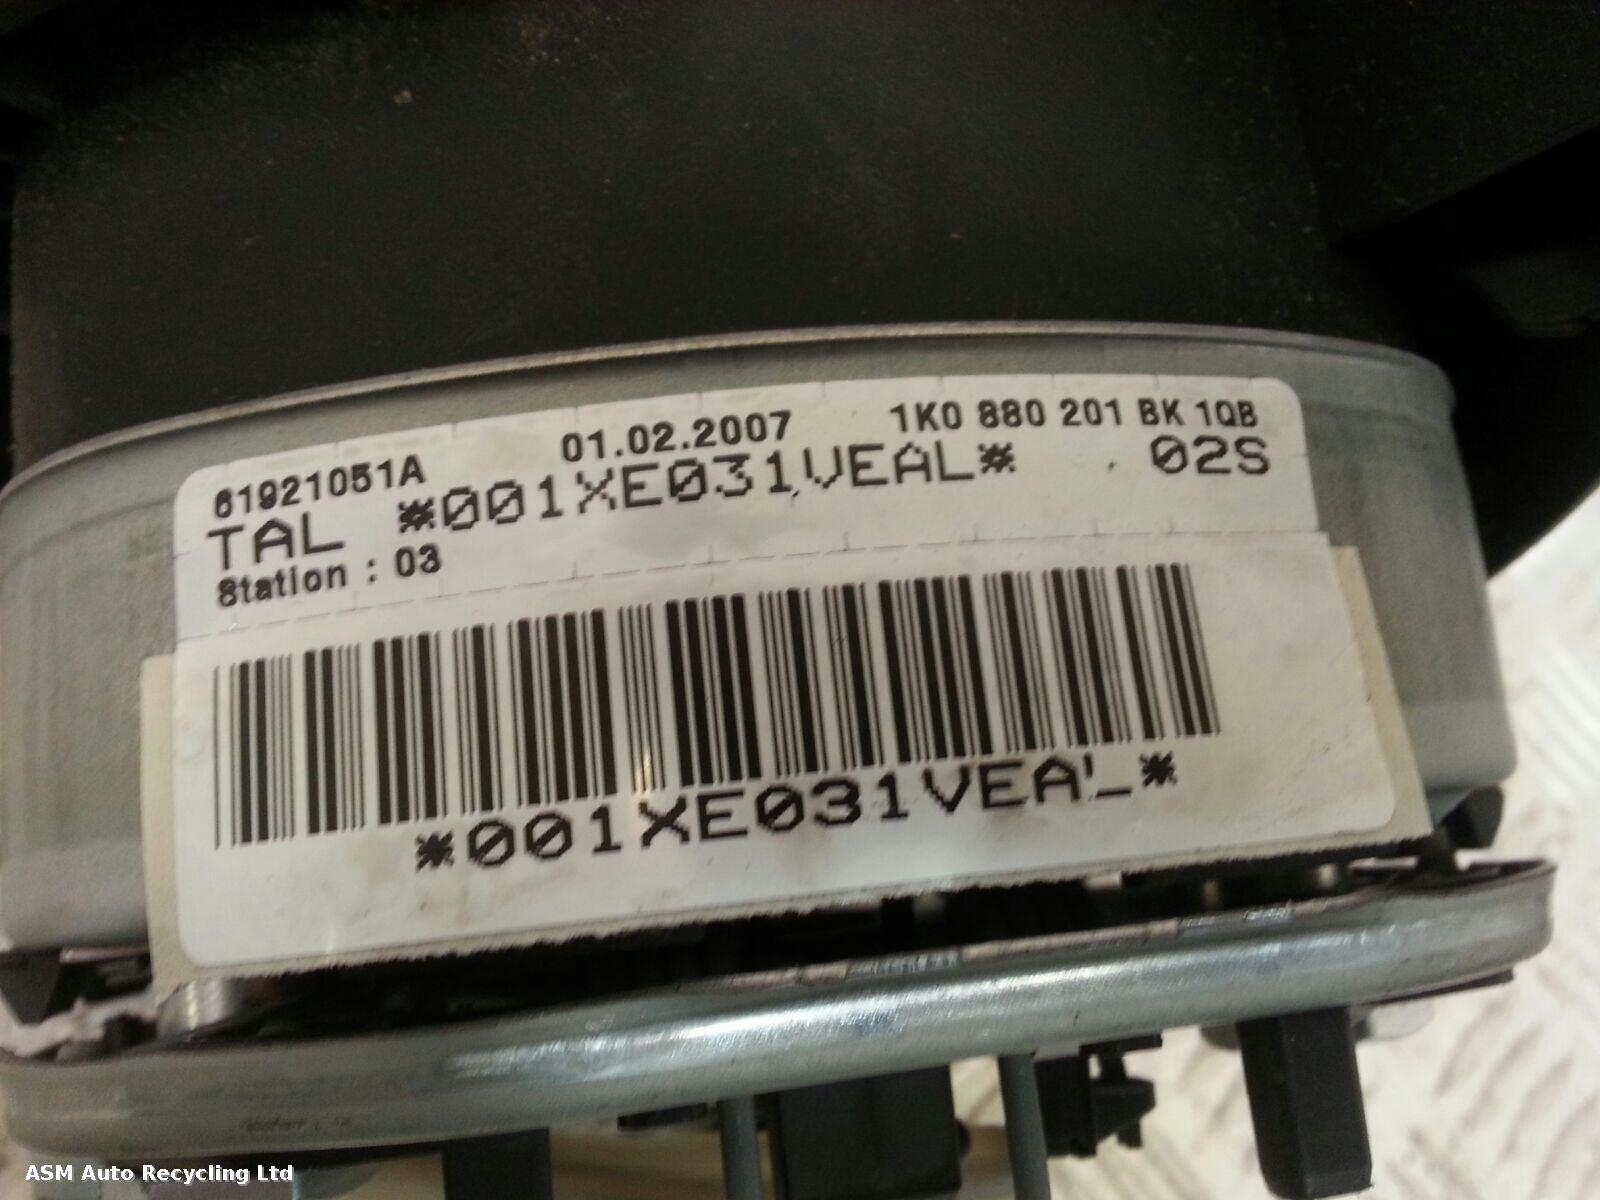 61921051A 01.02.2007 1K0 880 201 BK 1QB
TAL *001XE031VEAL* 02S
Station : 03
*001XE031VEAL*
ASM Auto Recycling Ltd